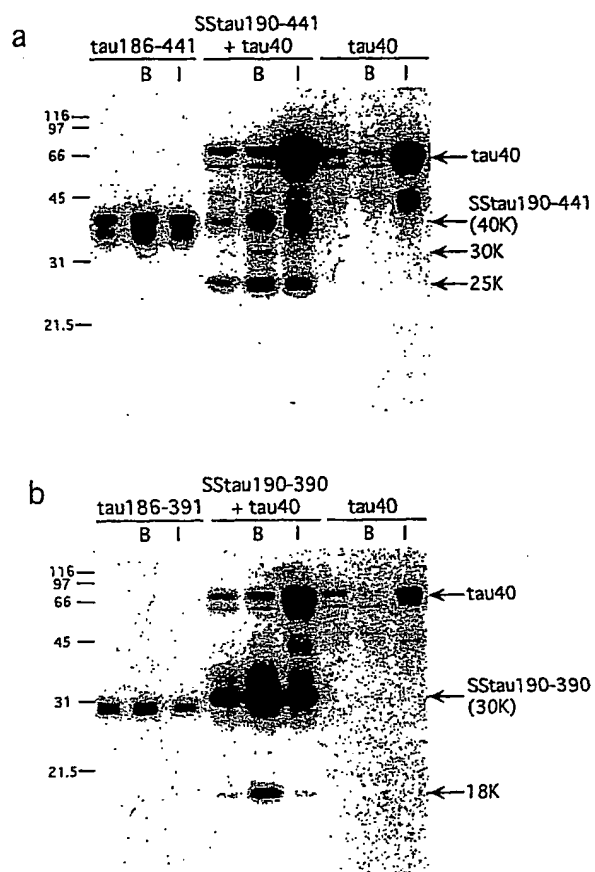 a
SStau190-441
tau186-441 + tau40 tau40
B I B I B I
116
97
66
45
31
21.5
tau40
SStau190-441
(40K)
30K
25K
b
SStau190-390
tau186-391 + tau40 tau40
B I B I B I
116
97
66
45
31
21.5
tau40
SStau190-390
(30K)
18K